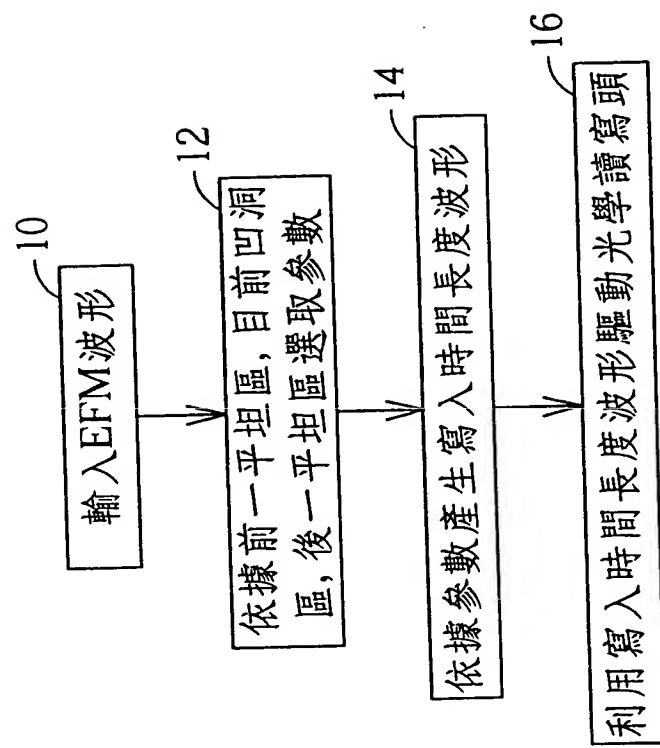 10
輸入EFM波形
12
依據前一平坦區,目前凹洞
區,後一平坦區選取參數
14
依據參數產生寫入時間長度波形
16
利用寫入時間長度波形驅動光學讀寫頭